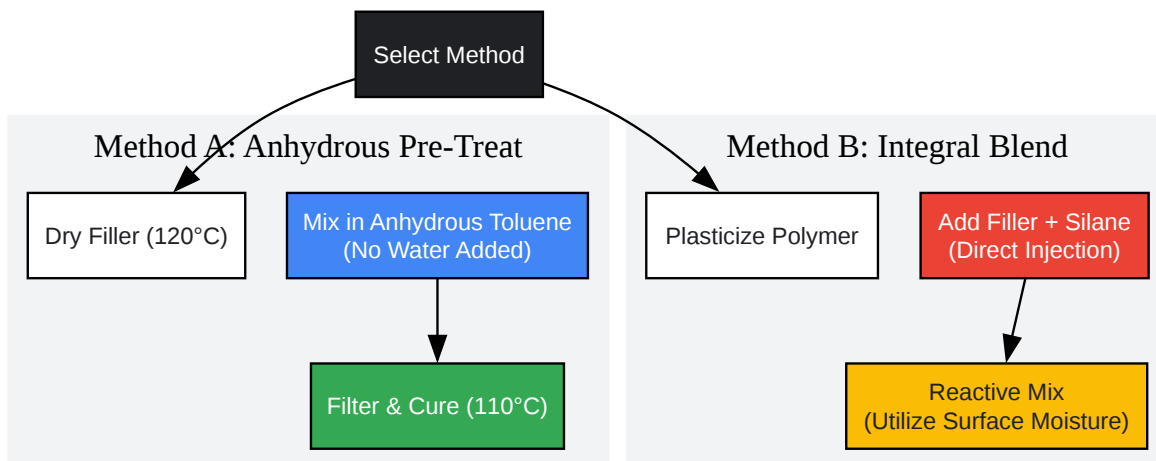 Select Method
Method A: Anhydrous Pre-Treat
Dry Filler (120°C)
Mix in Anhydrous Toluene
(No Water Added)
Filter & Cure (110°C)
Method B: Integral Blend
Plasticize Polymer
Add Filler + Silane
(Direct Injection)
Reactive Mix
(Utilize Surface Moisture)